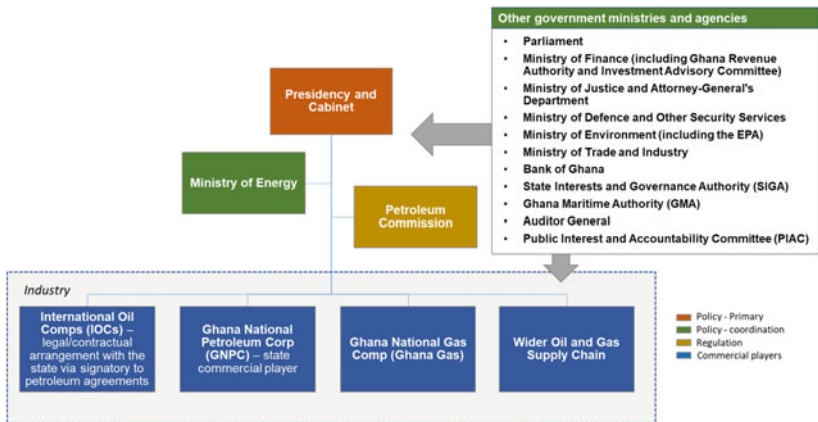 Other government ministries and agencies
• Parliament
• Ministry of Finance (including Ghana Revenue
Authority and Investment Advisory Committee)
• Ministry of Justice and Attorney-General's
Department
• Ministry of Defence and Other Security Services
• Ministry of Environment (including the EPA)
• Ministry of Trade and Industry
• Bank of Ghana
• State Interests and Governance Authority (SIGA)
• Ghana Maritime Authority (GMA)
• Auditor General
• Public Interest and Accountability Committee (PIAC)
Presidency and
Cabinet
Ministry of Energy
Petroleum
Commission
Industry
International Oil
Comps (IOCs) –
legal/contractual
arrangement with the
state via signatory to
petroleum agreements
Ghana National
Petroleum Corp
(GNPC) – state
commercial player
Ghana National Gas
Comp (Ghana Gas)
Wider Oil and Gas
Supply Chain
Policy - Primary
Policy - coordination
Regulation
Commercial players